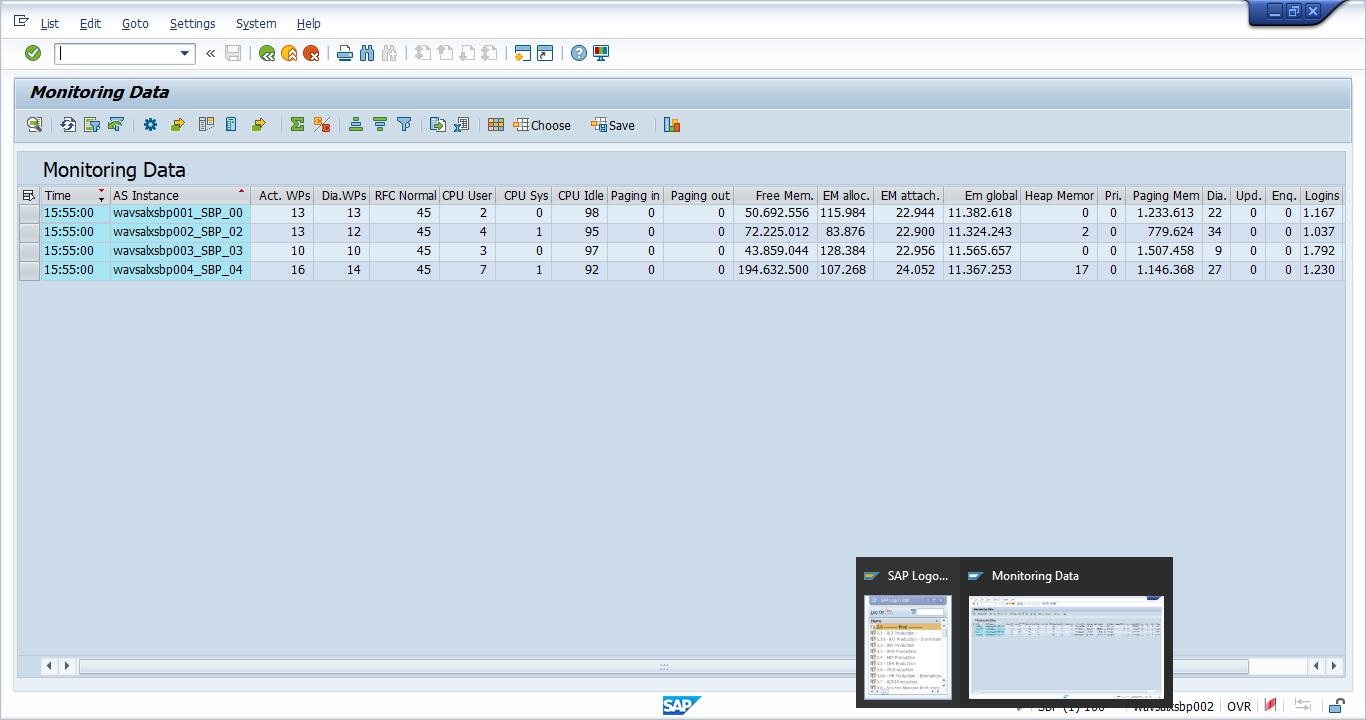 List Edit Goto Settings System Help
«
Monitoring Data
Choose Save
Monitoring Data
Time AS Instance Act. WPs Dia.WPs RFC Normal CPU User CPU Sys CPU Idle Paging in Paging out Free Mem. EM alloc. EM attach. Em global Heap Memor Pri. Paging Mem Dia. Upd. Enq. Logins
15:55:00 wavsalxsbp001_SBP_00 13 13 45 2 0 98 0 0 50.692.556 115.984 22.944 11.382.618 0 0 1.233.613 22 0 0 1.167
15:55:00 wavsalxsbp002_SBP_02 13 12 45 4 1 95 0 0 72.225.012 83.876 22.900 11.324.243 2 0 779.624 34 0 0 1.037
15:55:00 wavsalxsbp003_SBP_03 10 10 45 3 0 97 0 0 43.859.044 128.384 22.956 11.565.657 0 0 1.507.458 9 0 0 1.792
15:55:00 wavsalxsbp004_SBP_04 16 14 45 7 1 92 0 0 194.632.500 107.268 24.052 11.367.253 17 0 1.146.368 27 0 0 1.230
SAP Logo... Monitoring Data
SAP wavsalxsbp002 OVR